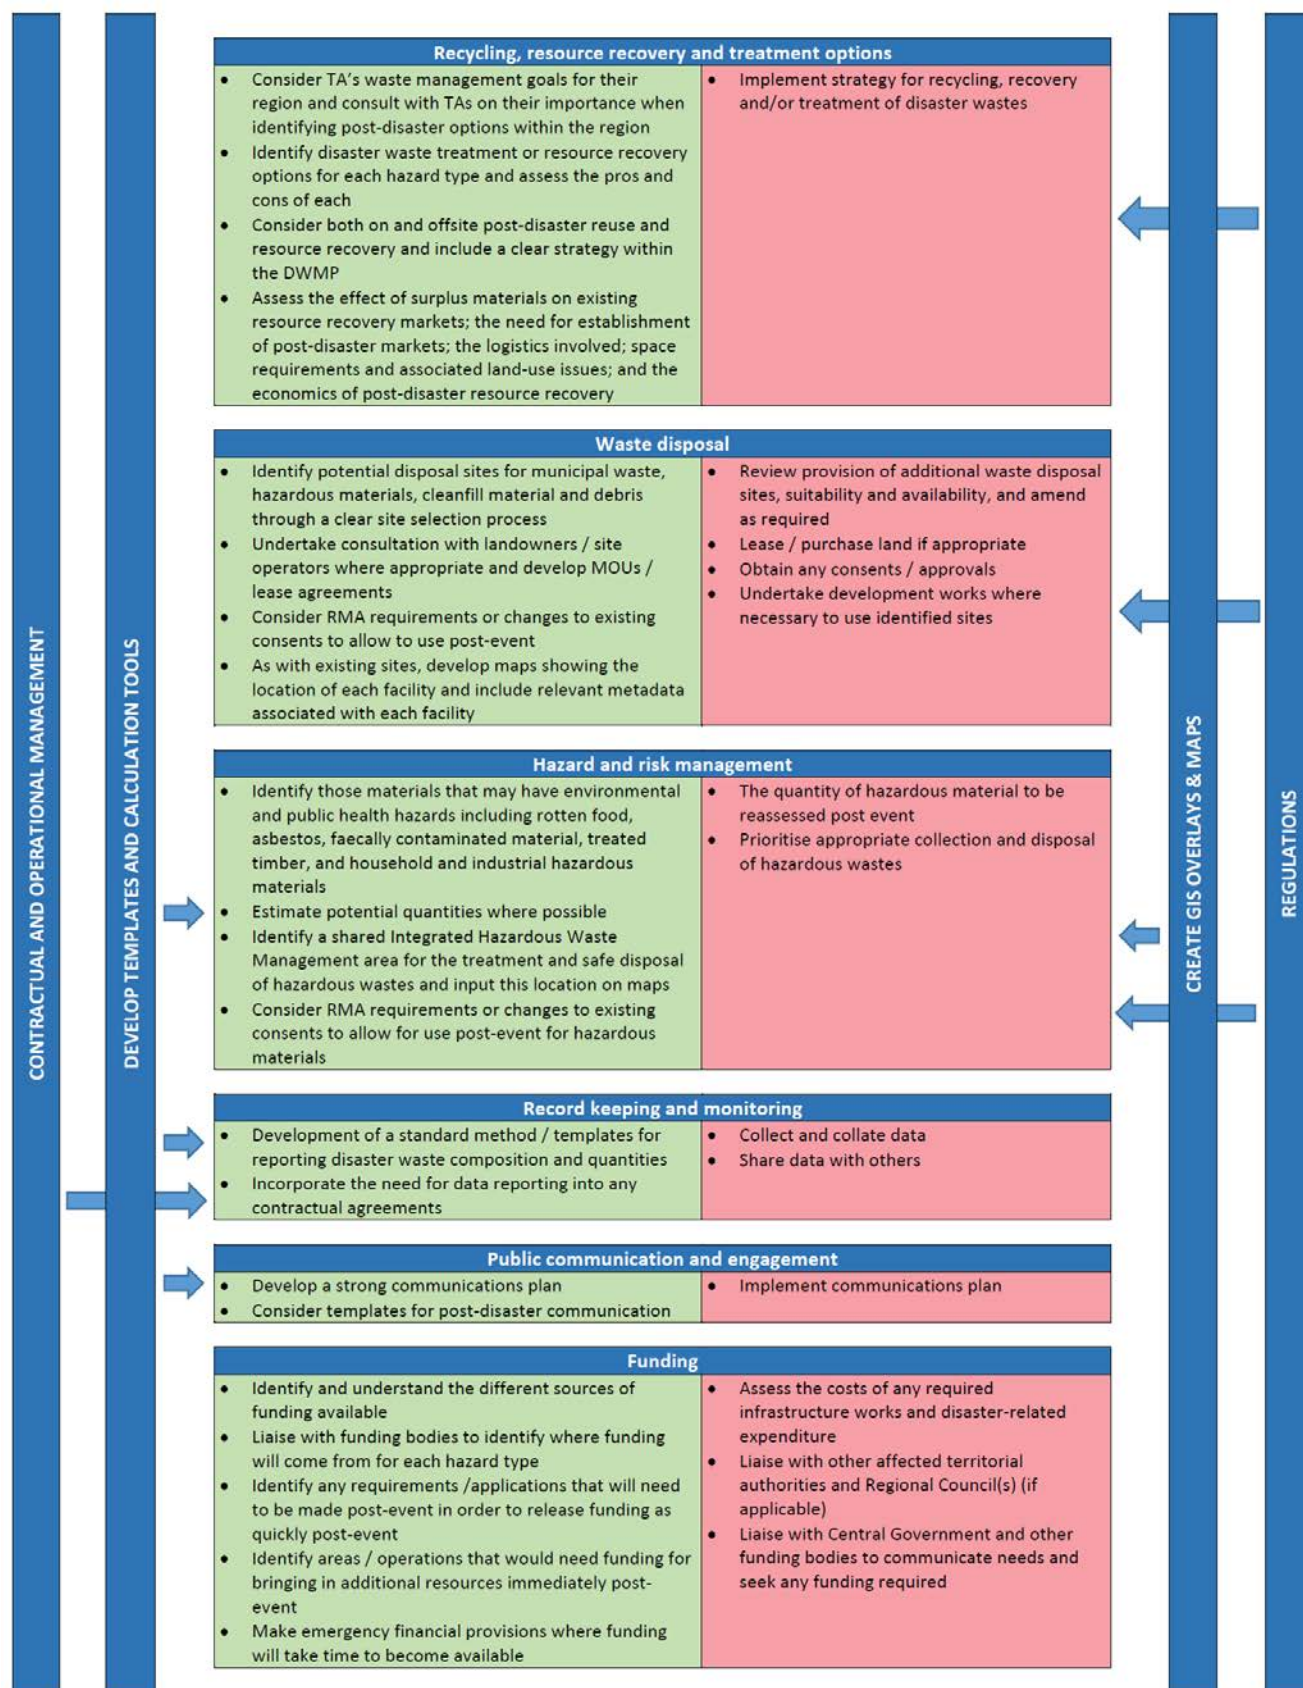 CONTRACTUAL AND OPERATIONAL MANAGEMENT
DEVELOP TEMPLATES AND CALCULATION TOOLS
Recycling, resource recovery and treatment options
• Consider TA's waste management goals for their
region and consult with TAs on their importance when
identifying post-disaster options within the region
• Identify disaster waste treatment or resource recovery
options for each hazard type and assess the pros and
cons of each
• Consider both on and offsite post-disaster reuse and
resource recovery and include a clear strategy within
the DWMP
• Assess the effect of surplus materials on existing
resource recovery markets; the need for establishment
of post-disaster markets; the logistics involved; space
requirements and associated land-use issues; and the
economics of post-disaster resource recovery
• Implement strategy for recycling, recovery
and/or treatment of disaster wastes
Waste disposal
• Identify potential disposal sites for municipal waste,
hazardous materials, cleanfill material and debris
through a clear site selection process
• Undertake consultation with landowners / site
operators where appropriate and develop MOUs /
lease agreements
• Consider RMA requirements or changes to existing
consents to allow to use post-event
• As with existing sites, develop maps showing the
location of each facility and include relevant metadata
associated with each facility
• Review provision of additional waste disposal
sites, suitability and availability, and amend
as required
• Lease / purchase land if appropriate
• Obtain any consents / approvals
• Undertake development works where
necessary to use identified sites
Hazard and risk management
• Identify those materials that may have environmental
and public health hazards including rotten food,
asbestos, faecally contaminated material, treated
timber, and household and industrial hazardous
materials
• Estimate potential quantities where possible
• Identify a shared Integrated Hazardous Waste
Management area for the treatment and safe disposal
of hazardous wastes and input this location on maps
• Consider RMA requirements or changes to existing
consents to allow for use post-event for hazardous
materials
• The quantity of hazardous material to be
reassessed post event
• Prioritise appropriate collection and disposal
of hazardous wastes
Record keeping and monitoring
• Development of a standard method / templates for
reporting disaster waste composition and quantities
• Incorporate the need for data reporting into any
contractual agreements
• Collect and collate data
• Share data with others
Public communication and engagement
• Develop a strong communications plan
• Consider templates for post-disaster communication
• Implement communications plan
Funding
• Identify and understand the different sources of
funding available
• Liaise with funding bodies to identify where funding
will come from for each hazard type
• Identify any requirements /applications that will need
to be made post-event in order to release funding as
quickly post-event
• Identify areas / operations that would need funding for
bringing in additional resources immediately post-
event
• Make emergency financial provisions where funding
will take time to become available
• Assess the costs of any required
infrastructure works and disaster-related
expenditure
• Liaise with other affected territorial
authorities and Regional Council(s) (if
applicable)
• Liaise with Central Government and other
funding bodies to communicate needs and
seek any funding required
CREATE GIS OVERLAYS & MAPS
REGULATIONS